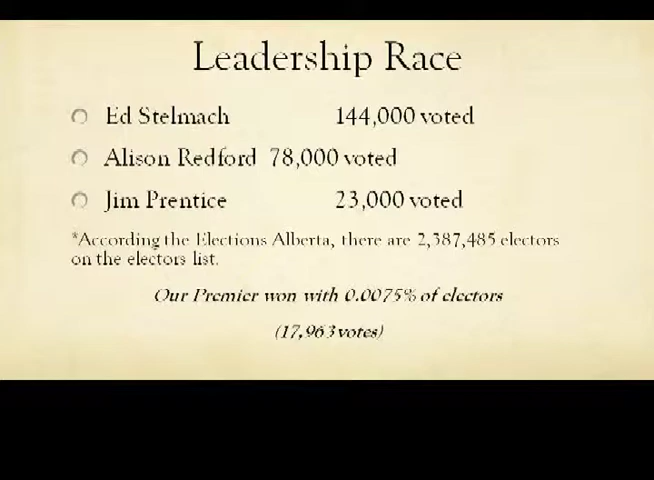 Leadership Race
Ed Stelmach 144,000 voted
Alison Redford 78,000 voted
Jim Prentice 23,000 voted
*According the Elections Alberta, there are 2,387,485 electors
on the electors list.
Our Premier won with 0.0075% of electors
(17,963 votes)